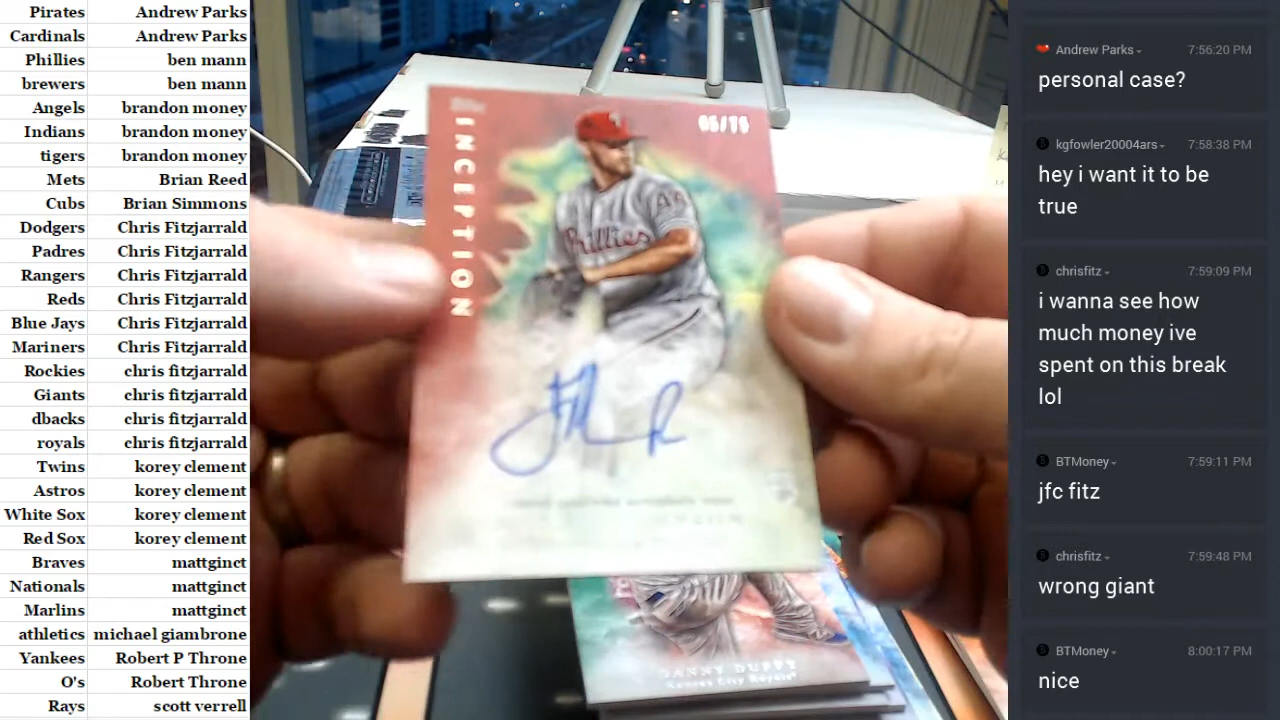 Pirates Andrew Parks
Cardinals Andrew Parks
Phillies ben mann
brewers ben mann
Angels brandon money
Indians brandon money
tigers brandon money
Mets Brian Reed
Cubs Brian Simmons
Dodgers Chris Fitzjarrald
Padres Chris Fitzjarrald
Rangers Chris Fitzjarrald
Reds Chris Fitzjarrald
Blue Jays Chris Fitzjarrald
Mariners Chris Fitzjarrald
Rockies chris fitzjarrald
Giants chris fitzjarrald
dbacks chris fitzjarrald
royals chris fitzjarrald
Twins korey clement
Astros korey clement
White Sox korey clement
Red Sox korey clement
Braves mattginct
Nationals mattginct
Marlins mattginct
athletics michael giambrone
Yankees Robert P Throne
O's Robert Throne
Rays scott verrell
INCEPTION
Phillies
DANNY DUFFY
Kansas City Royals
Andrew Parks 7:56:20 PM
personal case?
kgfowler20004ars 7:58:38 PM
hey i want it to be
true
chrisfitz 7:59:09 PM
i wanna see how
much money ive
spent on this break
lol
BTMoney 7:59:11 PM
jfc fitz
chrisfitz 7:59:48 PM
wrong giant
BTMoney 8:00:17 PM
nice